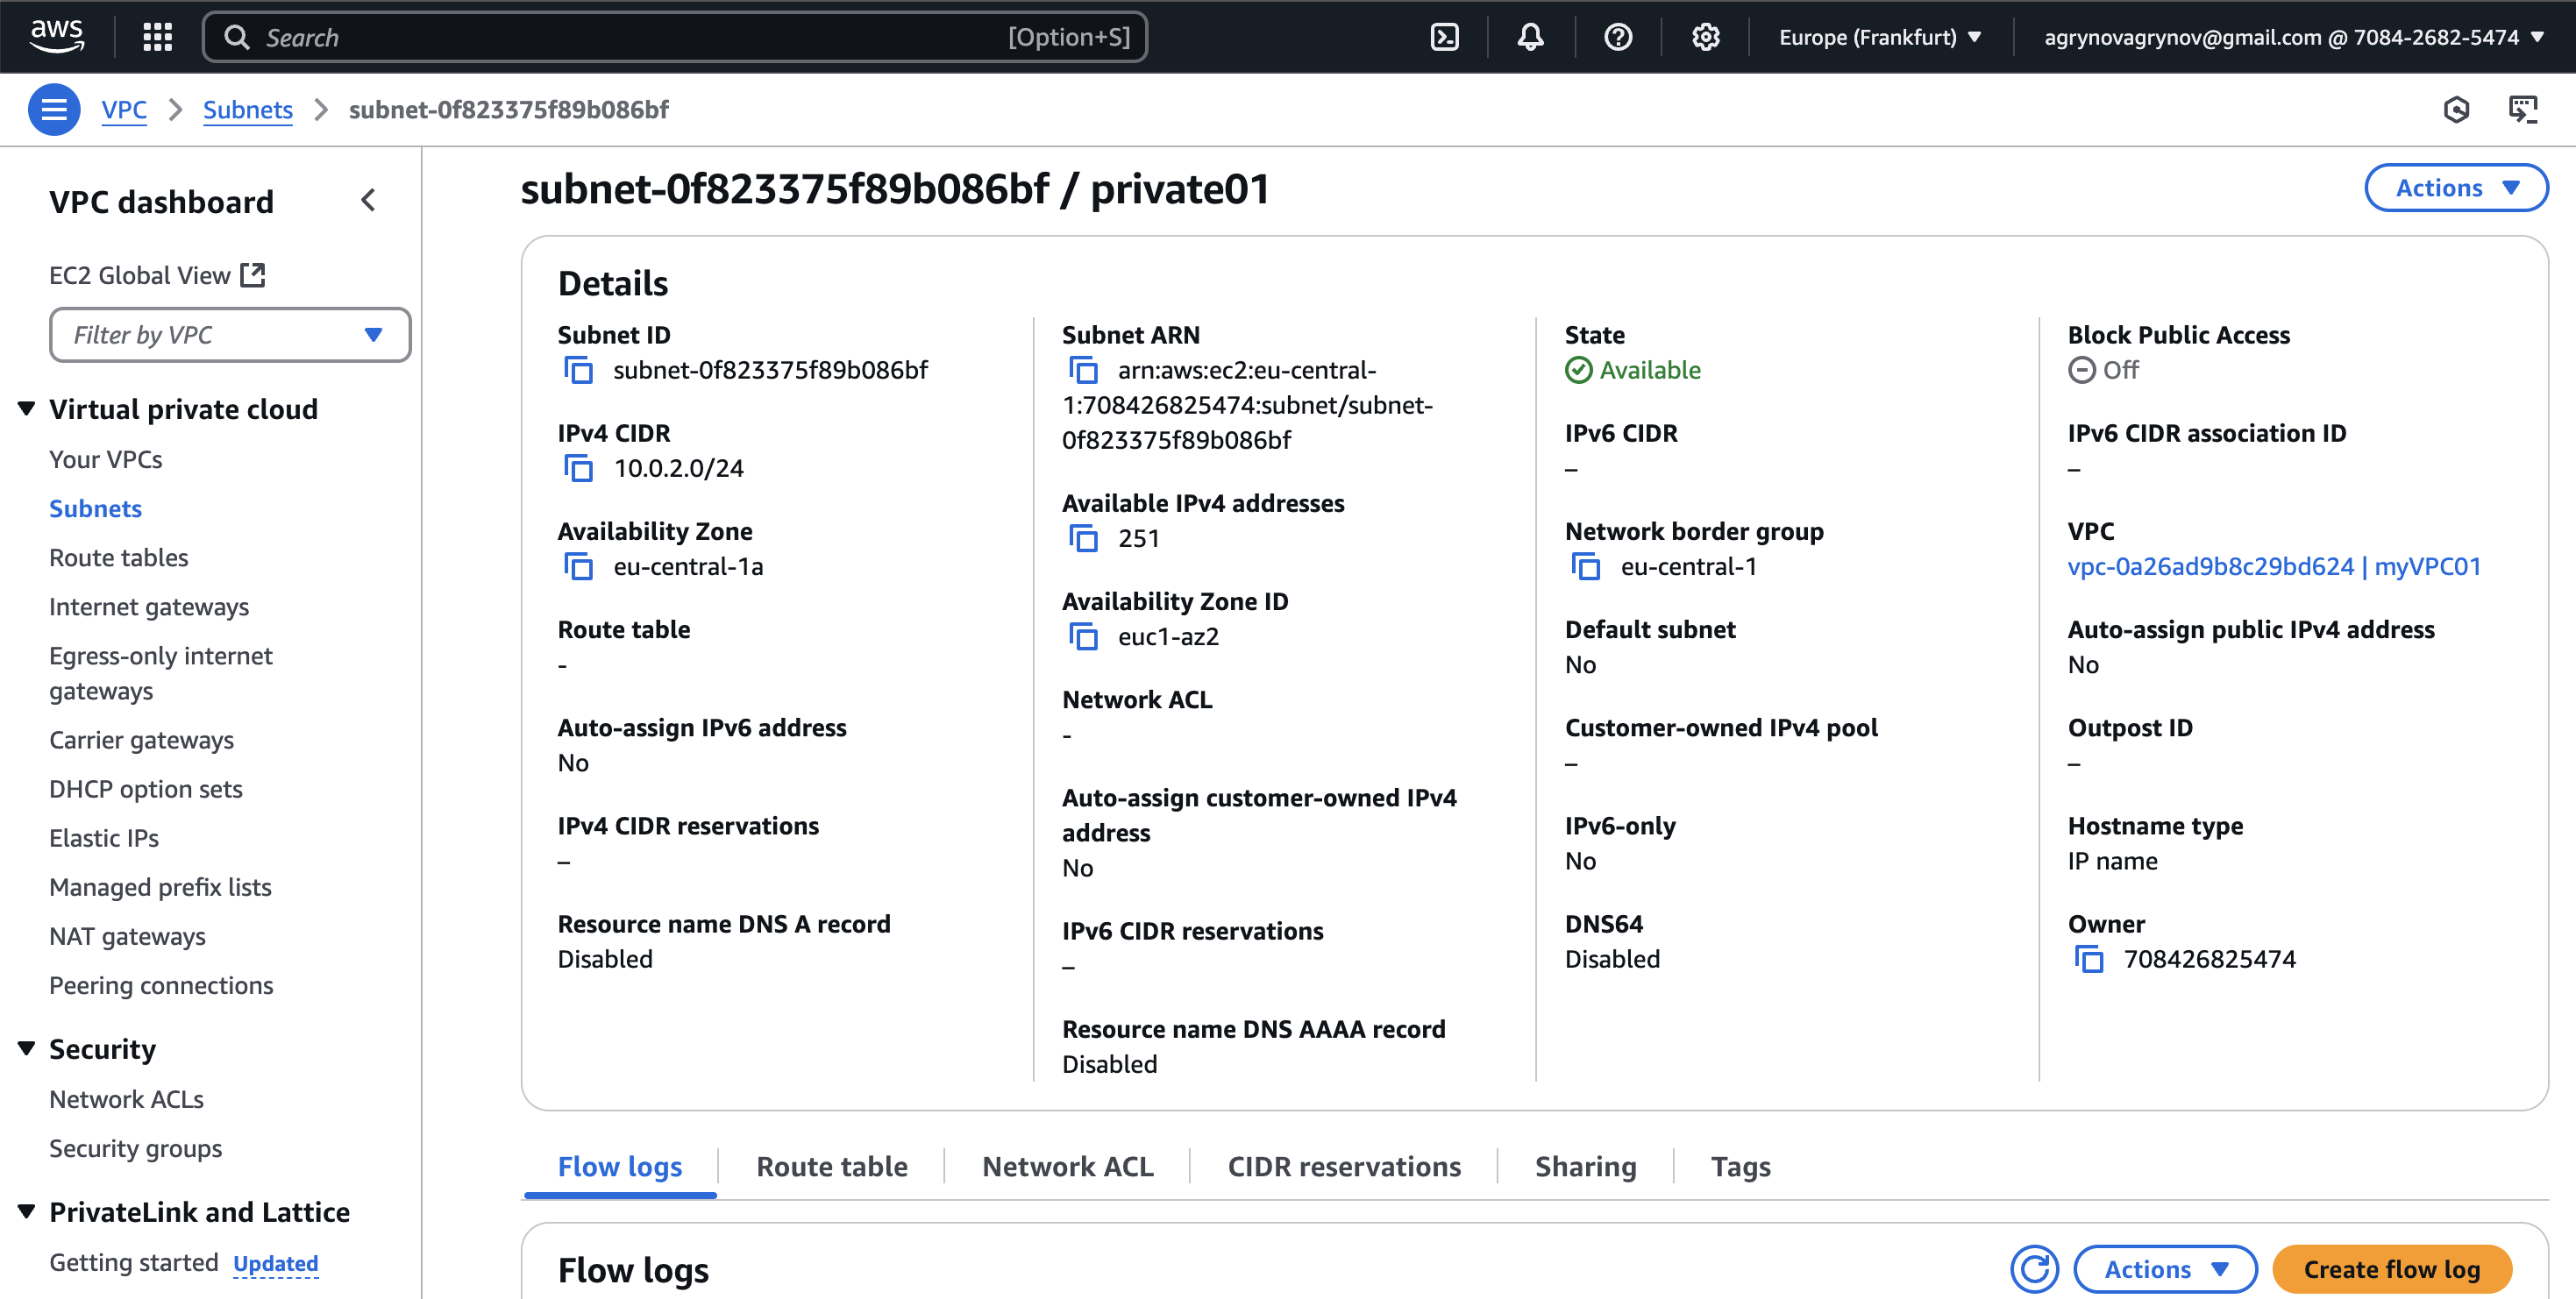 aws
Search
[Option+S]
Europe (Frankfurt)
agrynovagrynov@gmail.com @ 7084-2682-5474
VPC
Subnets
subnet-0f823375f89b086bf
VPC dashboard
EC2 Global View
Filter by VPC
Virtual private cloud
Your VPCs
Subnets
Route tables
Internet gateways
Egress-only internet
gateways
Carrier gateways
DHCP option sets
Elastic IPs
Managed prefix lists
NAT gateways
Peering connections
Security
Network ACLs
Security groups
PrivateLink and Lattice
Getting started Updated
subnet-0f823375f89b086bf / private01
Actions
Details
Subnet ID
subnet-0f823375f89b086bf
IPv4 CIDR
10.0.2.0/24
Availability Zone
eu-central-1a
Route table
-
Auto-assign IPv6 address
No
IPv4 CIDR reservations
–
Resource name DNS A record
Disabled
Subnet ARN
arn:aws:ec2:eu-central-
1:708426825474:subnet/subnet-
0f823375f89b086bf
Available IPv4 addresses
251
Availability Zone ID
euc1-az2
Network ACL
-
Auto-assign customer-owned IPv4
address
No
IPv6 CIDR reservations
–
Resource name DNS AAAA record
Disabled
State
Available
IPv6 CIDR
–
Network border group
eu-central-1
Default subnet
No
Customer-owned IPv4 pool
–
IPv6-only
No
DNS64
Disabled
Block Public Access
Off
IPv6 CIDR association ID
–
VPC
vpc-0a26ad9b8c29bd624 | myVPC01
Auto-assign public IPv4 address
No
Outpost ID
–
Hostname type
IP name
Owner
708426825474
Flow logs
Route table
Network ACL
CIDR reservations
Sharing
Tags
Flow logs
Actions
Create flow log